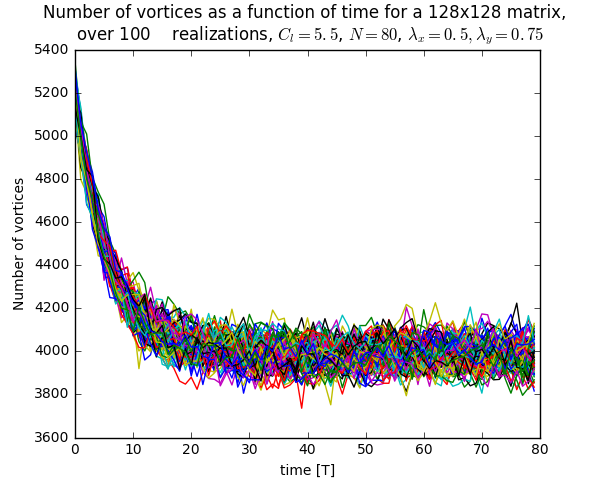 Number of vortices as a function of time for a 128x128 matrix,
over 100    realizations, $C_l = 5.5$, $N = 80$, $\lambda_x = 0.5, \lambda_y = 0.75$
5400
5200
5000
4800
4600
4400
4200
4000
3800
3600
Number of vortices
0 10 20 30 40 50 60 70 80
time [T]